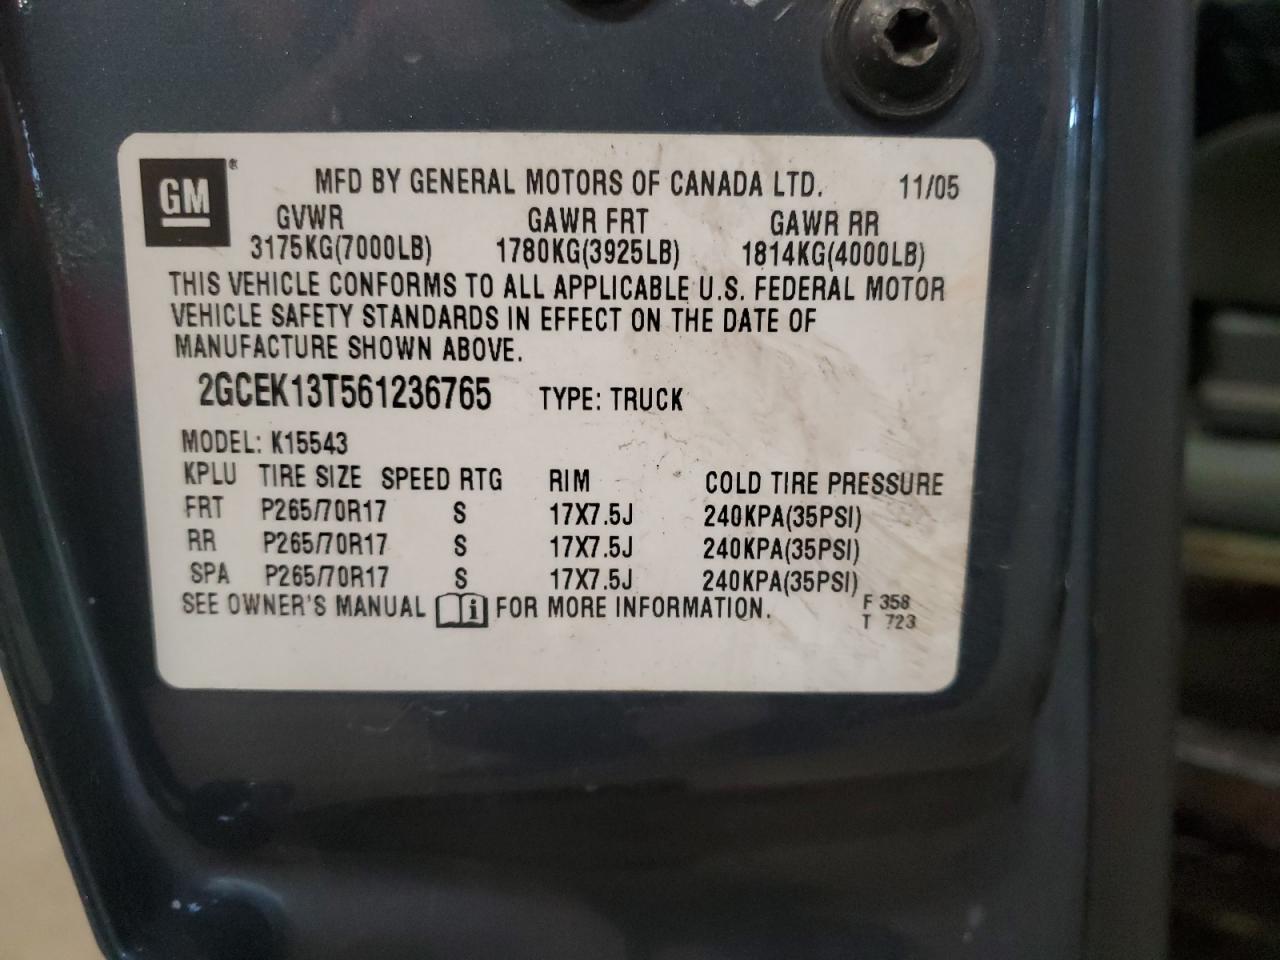 GM®
MFD BY GENERAL MOTORS OF CANADA LTD. 11/05
GVWR GAWR FRT GAWR RR
3175KG(7000LB) 1780KG(3925LB) 1814KG(4000LB)
THIS VEHICLE CONFORMS TO ALL APPLICABLE U.S. FEDERAL MOTOR
VEHICLE SAFETY STANDARDS IN EFFECT ON THE DATE OF
MANUFACTURE SHOWN ABOVE.
2GCEK13T561236765 TYPE: TRUCK
MODEL: K15543
KPLU TIRE SIZE SPEED RTG RIM COLD TIRE PRESSURE
FRT P265/70R17 S 17X7.5J 240KPA(35PSI)
RR P265/70R17 S 17X7.5J 240KPA(35PSI)
SPA P265/70R17 S 17X7.5J 240KPA(35PSI)
SEE OWNER'S MANUAL i FOR MORE INFORMATION. F 358
T 723